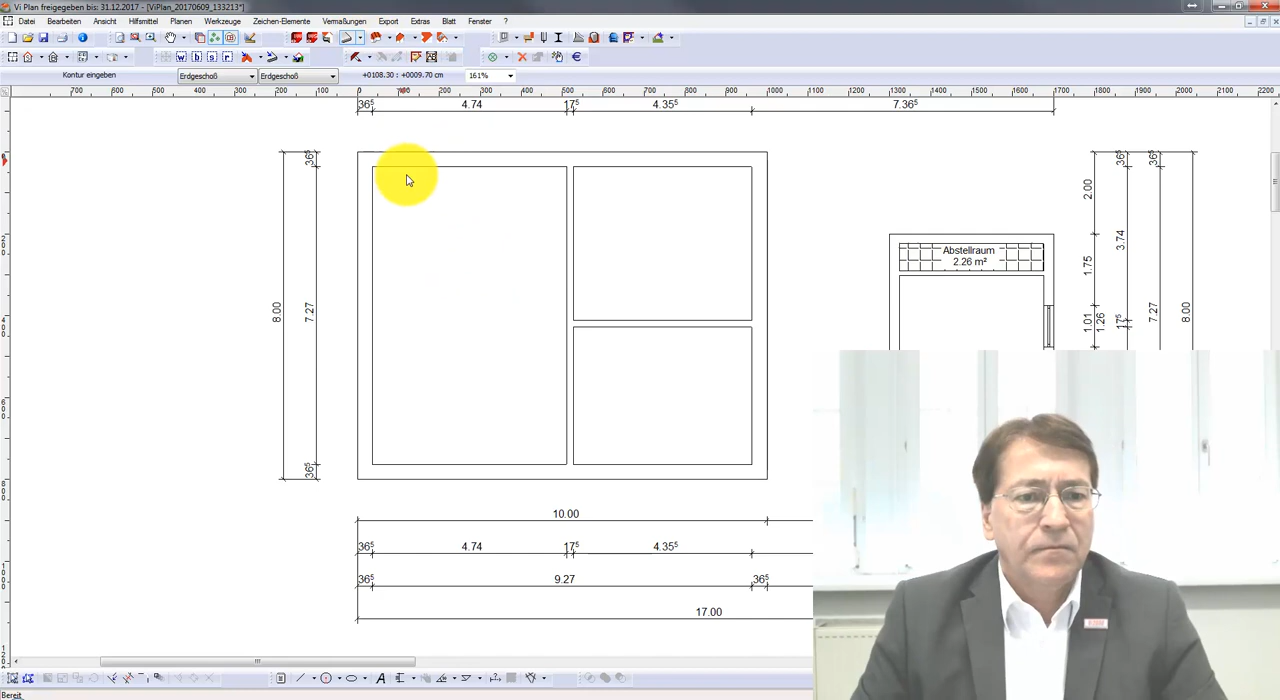 Vi Plan freigegeben bis: 31.12.2017 - [ViPlan_20170609_133213*]
Datei Bearbeiten Ansicht Hilfsmittel Planen Werkzeuge Zeichen-Elemente Vermaßungen Export Extras Blatt Fenster ?
Kontur eingeben Erdgeschoß Erdgeschoß +0108.30 : +0009.70 cm 161%
700 600 500 400 300 200 100 0 100 200 300 400 500 600 700 800 900 1000 1100 1200 1300 1400 1500 1600 1700 1800 1900 2000 2100 2200
36⁵ 4.74 17⁵ 4.35⁵ 7.36⁵
36⁵ 36⁵ 36⁵
2.00
3.74
Abstellraum
2.26 m²
1.75
8.00 7.27 1.01 1.26 17⁵ 7.27 8.00
36⁵
10.00
36⁵ 4.74 17⁵ 4.35⁵
36⁵ 9.27 36⁵
17.00
Bereit